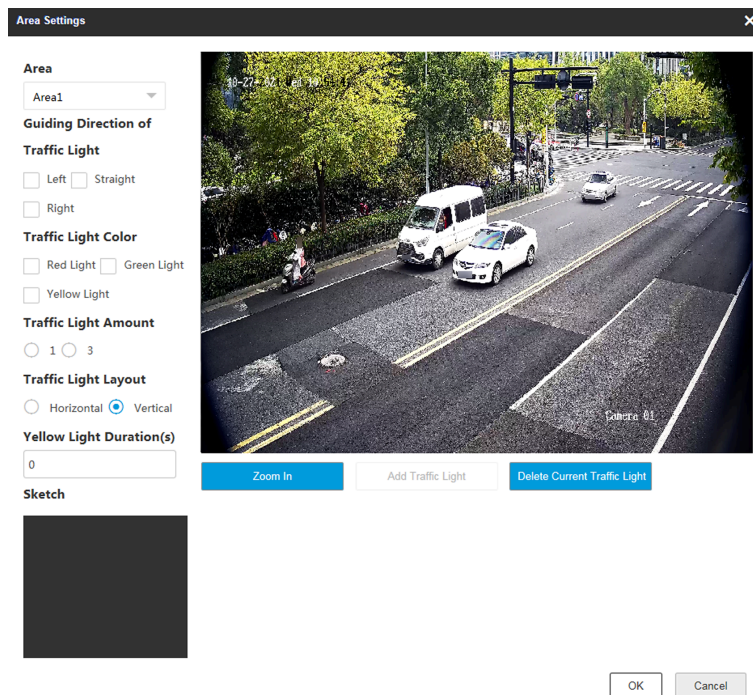 Area Settings
Area
Area1
Guiding Direction of
Traffic Light
Left Straight
Right
Traffic Light Color
Red Light Green Light
Yellow Light
Traffic Light Amount
1 3
Traffic Light Layout
Horizontal Vertical
Yellow Light Duration(s)
0
Sketch
Camera 01
Zoom In Add Traffic Light Delete Current Traffic Light
OK Cancel